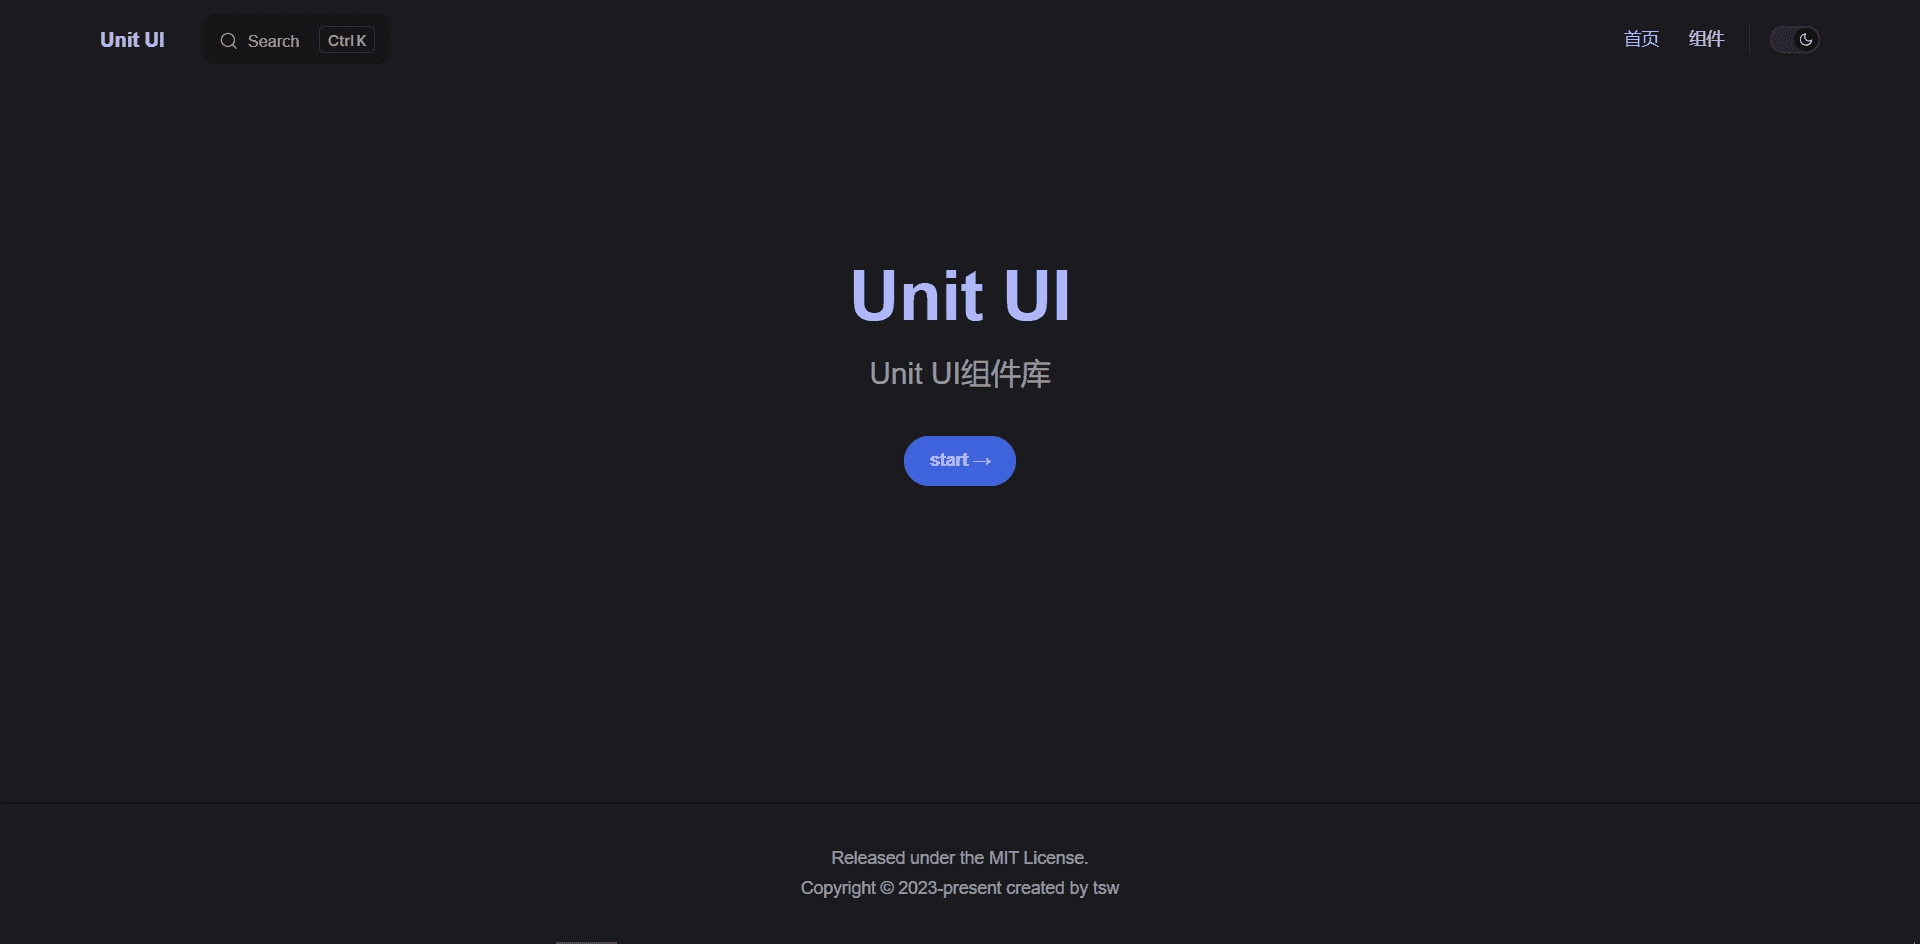 Unit UI
Search Ctrl K
首页 组件
Unit UI
Unit UI组件库
start →
Released under the MIT License.
Copyright © 2023-present created by tsw